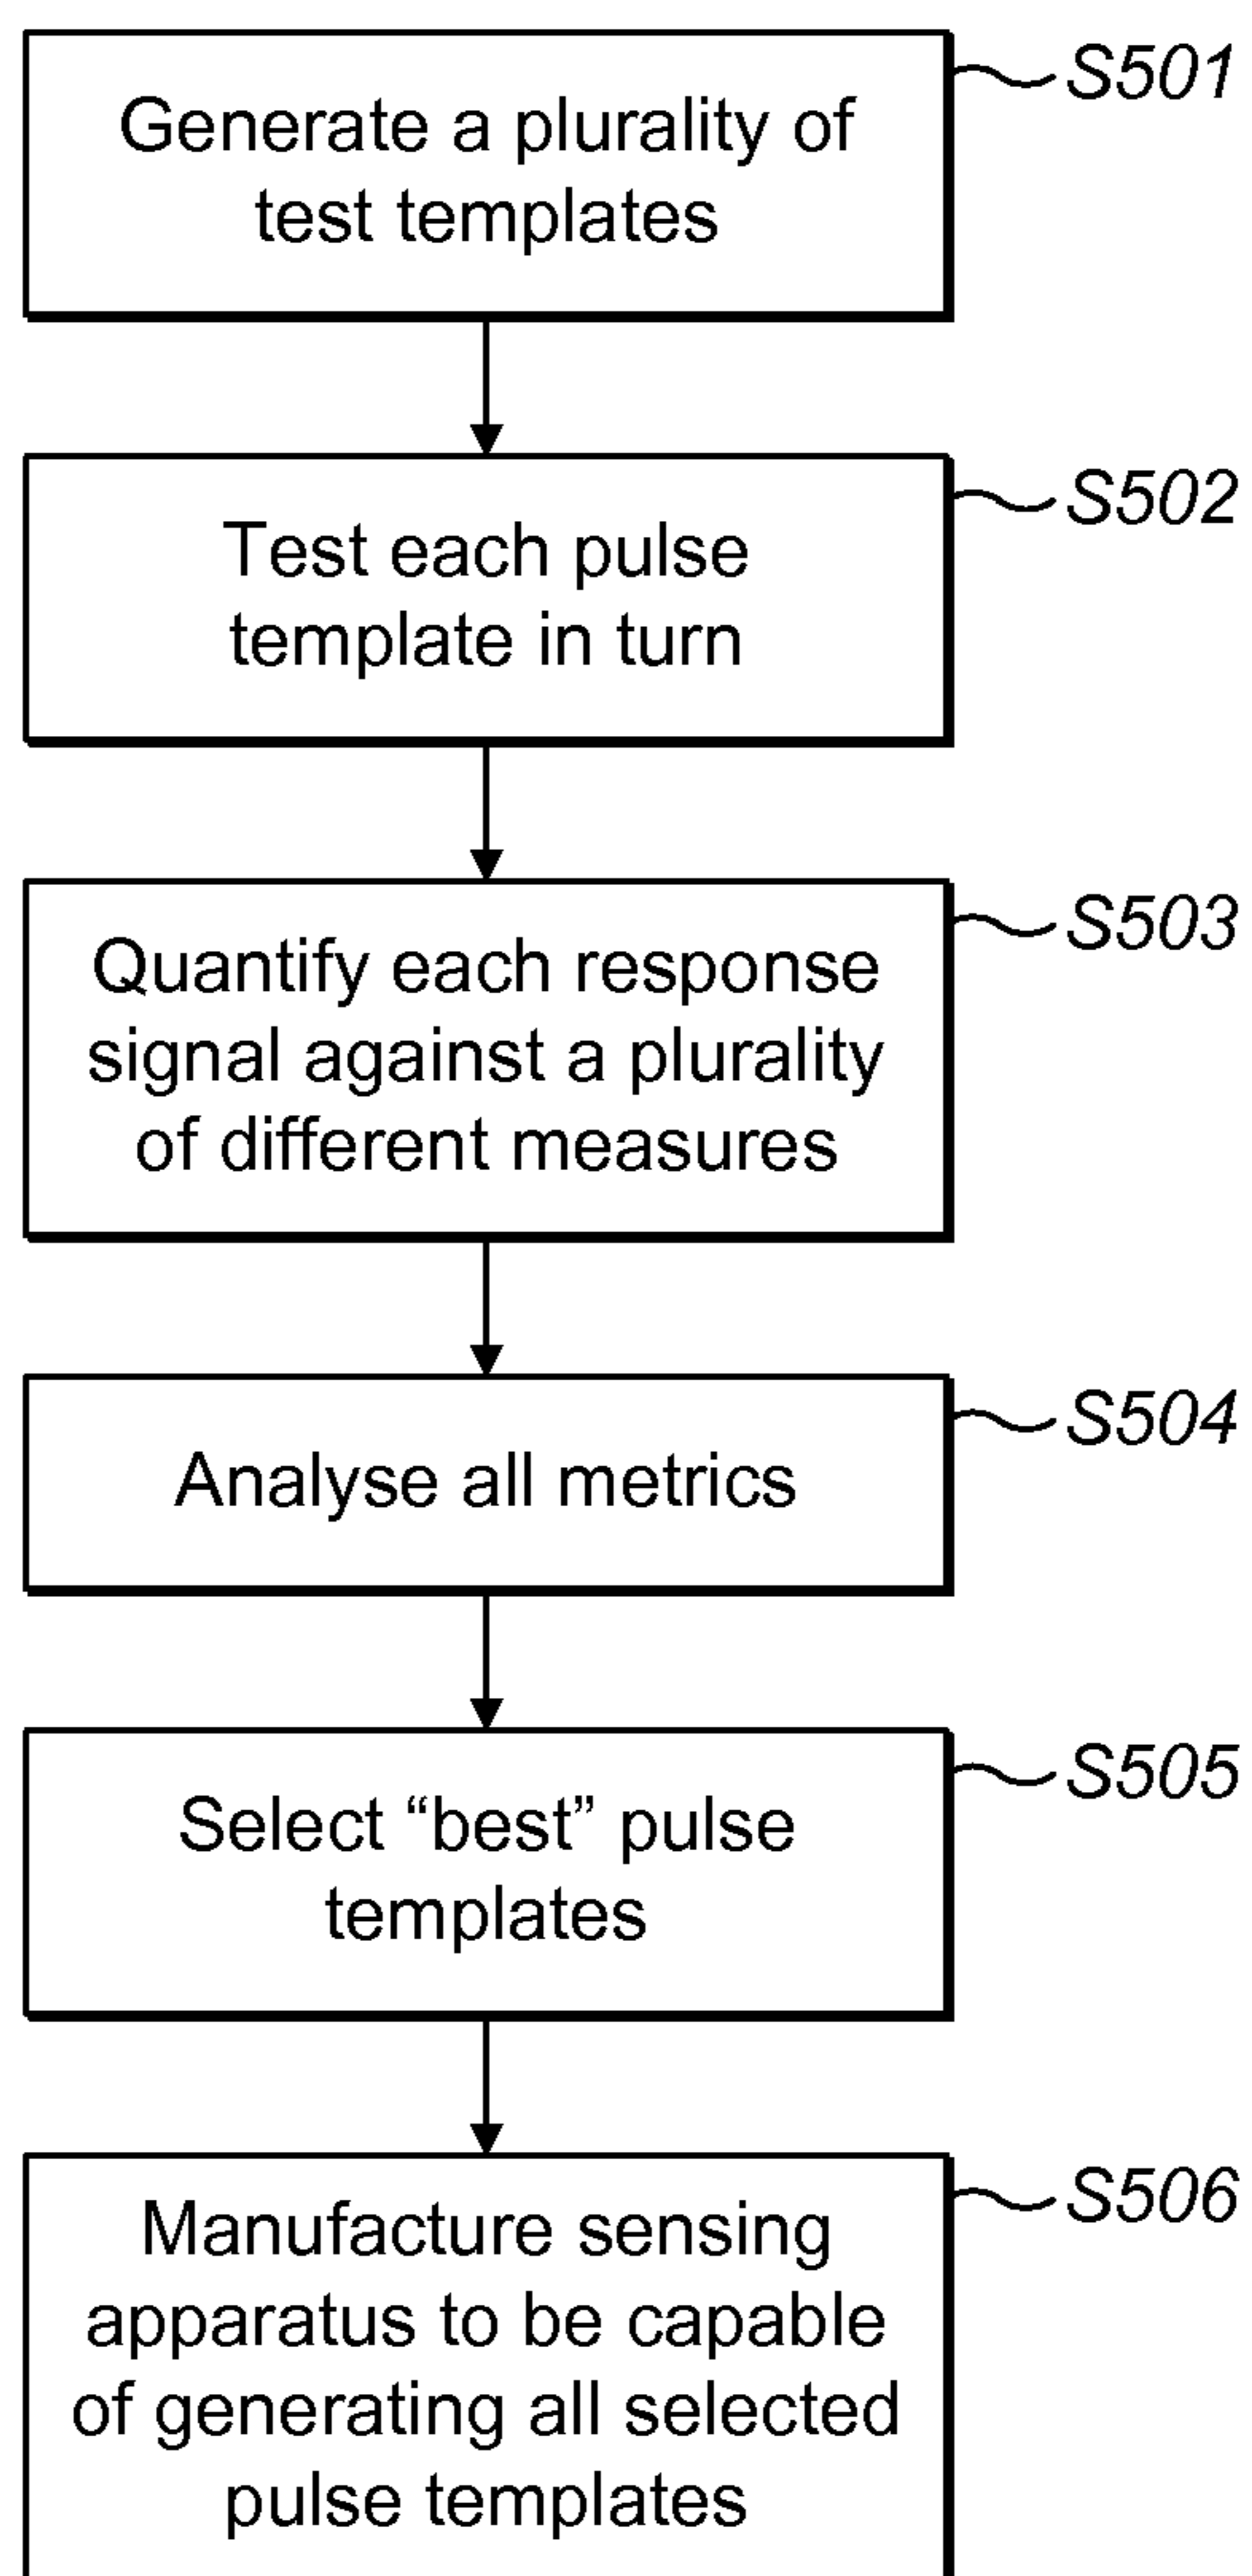 S501
Generate a plurality of
test templates
S502
Test each pulse
template in turn
S503
Quantify each response
signal against a plurality
of different measures
S504
Analyse all metrics
S505
Select “best” pulse
templates
S506
Manufacture sensing
apparatus to be capable
of generating all selected
pulse templates